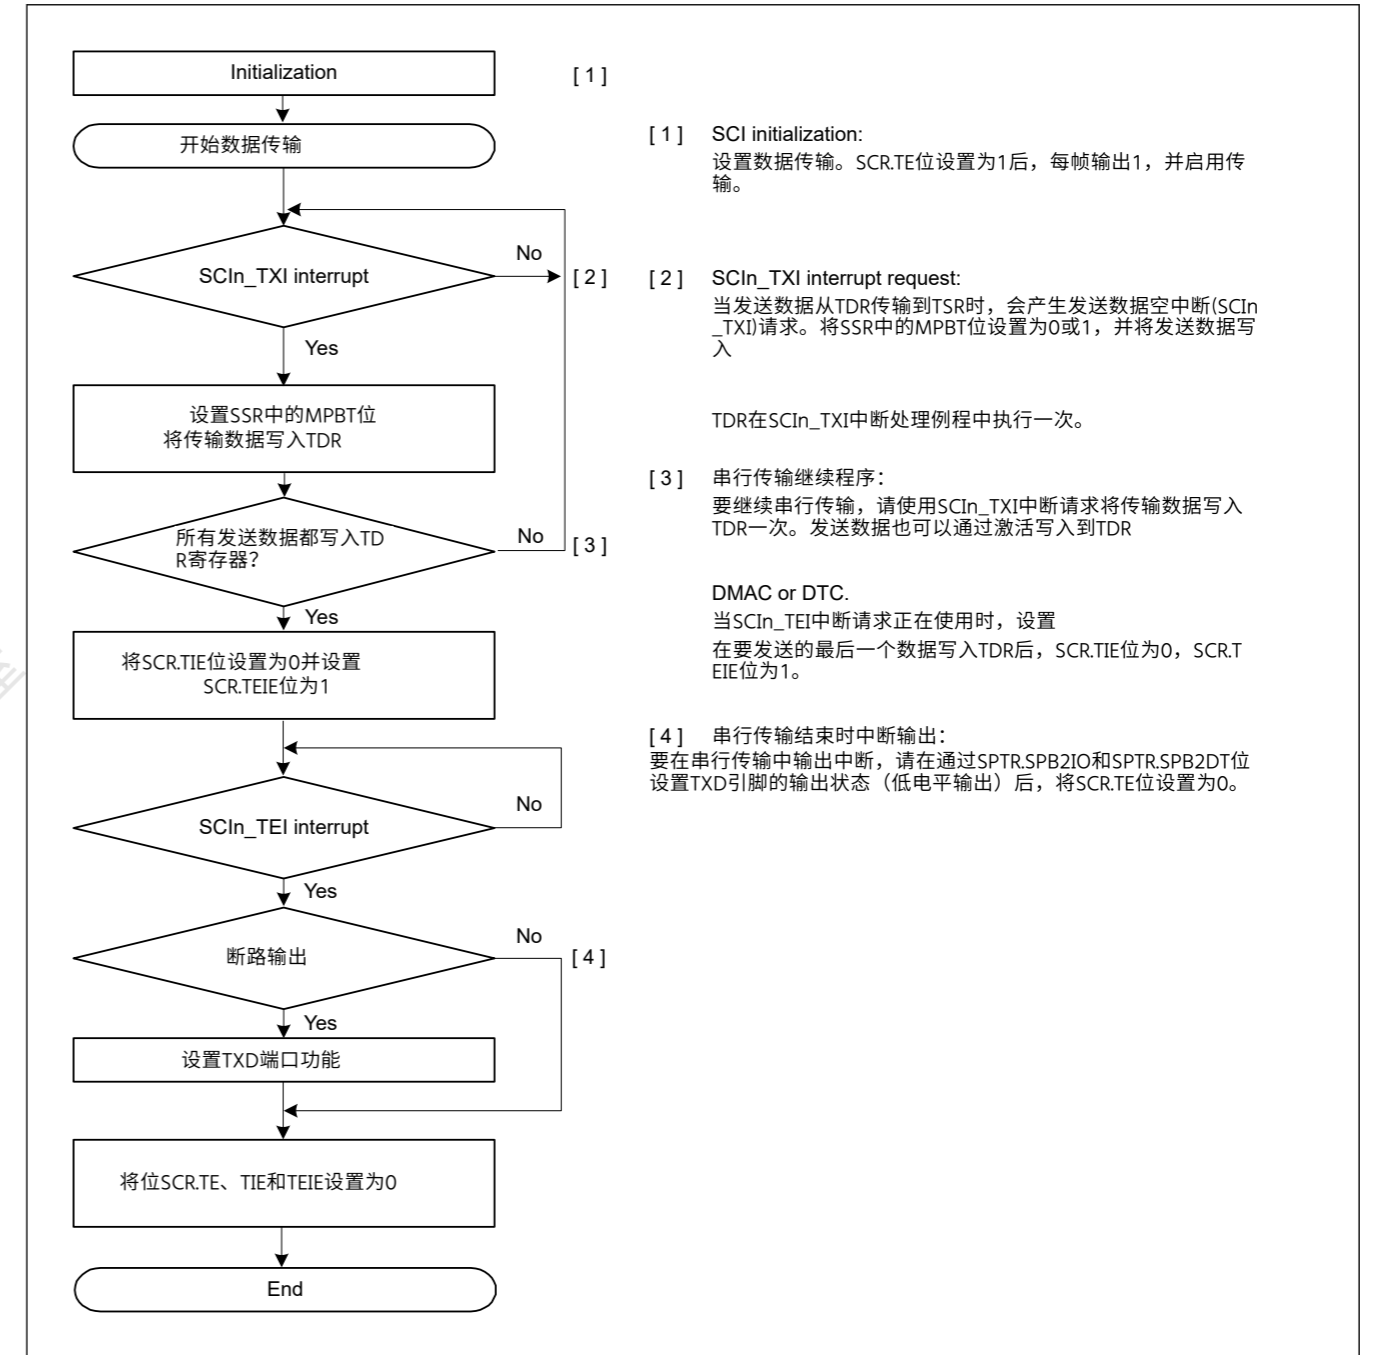 Initialization
[ 1 ]
开始数据传输
SCIn_TXI interrupt
No
[ 2 ]
Yes
设置SSR中的MPBT位
将传输数据写入TDR
所有发送数据都写入TD
R寄存器？
No
[ 3 ]
Yes
将SCR.TIE位设置为0并设置
SCR.TEIE位为1
SCIn_TEI interrupt
No
Yes
断路输出
No
[ 4 ]
Yes
设置TXD端口功能
将位SCR.TE、TIE和TEIE设置为0
End
[ 1 ] SCI initialization:
设置数据传输。SCR.TE位设置为1后，每帧输出1，并启用传
输。
[ 2 ] SCIn_TXI interrupt request:
当发送数据从TDR传输到TSR时，会产生发送数据空中断(SCIn
_TXI)请求。将SSR中的MPBT位设置为0或1，并将发送数据写
入
TDR在SCIn_TXI中断处理例程中执行一次。
[ 3 ] 串行传输继续程序：
要继续串行传输，请使用SCIn_TXI中断请求将传输数据写入
TDR一次。发送数据也可以通过激活写入到TDR
DMAC or DTC.
当SCIn_TEI中断请求正在使用时，设置
在要发送的最后一个数据写入TDR后，SCR.TIE位为0，SCR.T
EIE位为1。
[ 4 ] 串行传输结束时中断输出：
要在串行传输中输出中断，请在通过SPTR.SPB2IO和SPTR.SPB2DT位
设置TXD引脚的输出状态（低电平输出）后，将SCR.TE位设置为0。